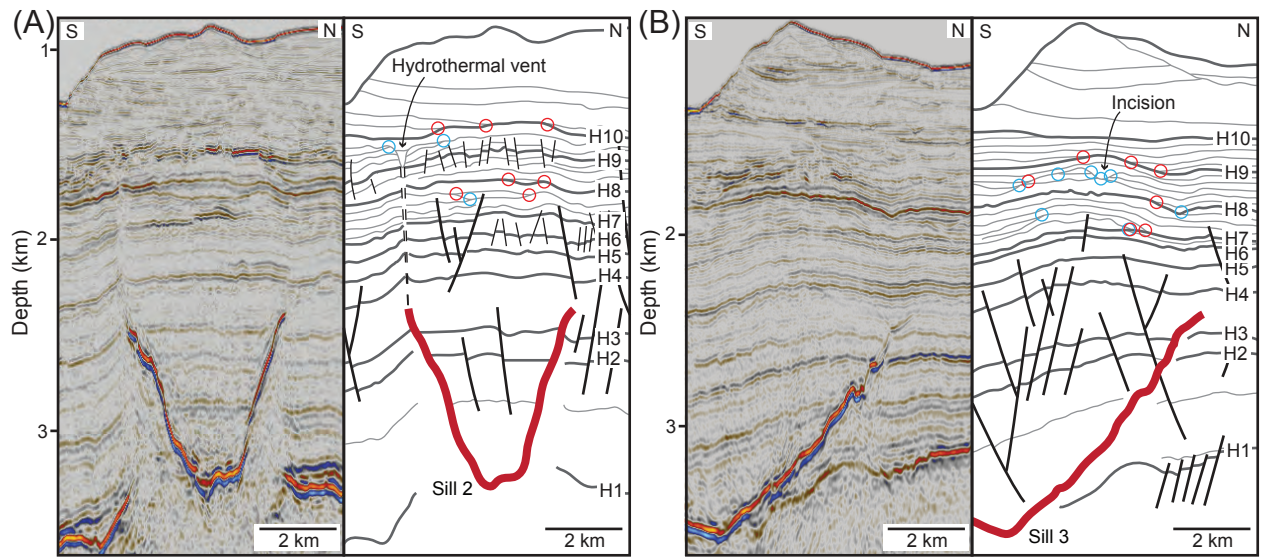 (A)
S
N
S
N
Hydrothermal vent
H10
H9
H8
H7
H6
H5
H4
H3
H2
H1
Sill 2
1
2
3
Depth (km)
2 km
2 km
(B)
S
N
S
N
Incision
H10
H9
H8
H7
H6
H5
H4
H3
H2
H1
Sill 3
1
2
3
Depth (km)
2 km
2 km